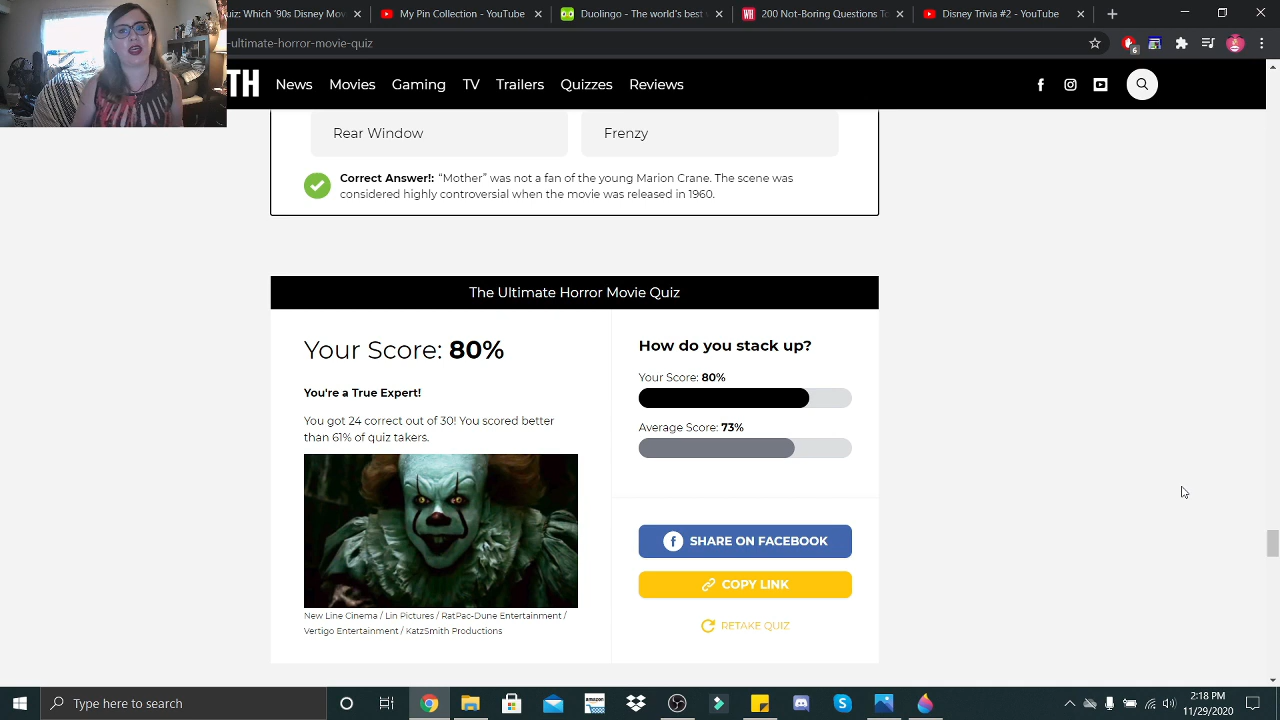 uiz: Which '90s Disney Mov
My Pin Collection - YouTube
Duolingo - The world's best
200 Not-Boring Questions To
Disney Trivia #2 - YouTube
-ultimate-horror-movie-quiz
6
TH
News
Movies
Gaming
TV
Trailers
Quizzes
Reviews
Rear Window
Frenzy
Correct Answer!: “Mother” was not a fan of the young Marion Crane. The scene was
considered highly controversial when the movie was released in 1960.
The Ultimate Horror Movie Quiz
Your Score: 80%
You're a True Expert!
You got 24 correct out of 30! You scored better
than 61% of quiz takers.
New Line Cinema / Lin Pictures / RatPac-Dune Entertainment /
Vertigo Entertainment / KatzSmith Productions
How do you stack up?
Your Score: 80%
Average Score: 73%
SHARE ON FACEBOOK
COPY LINK
RETAKE QUIZ
Type here to search
amazon
2:18 PM
11/29/2020